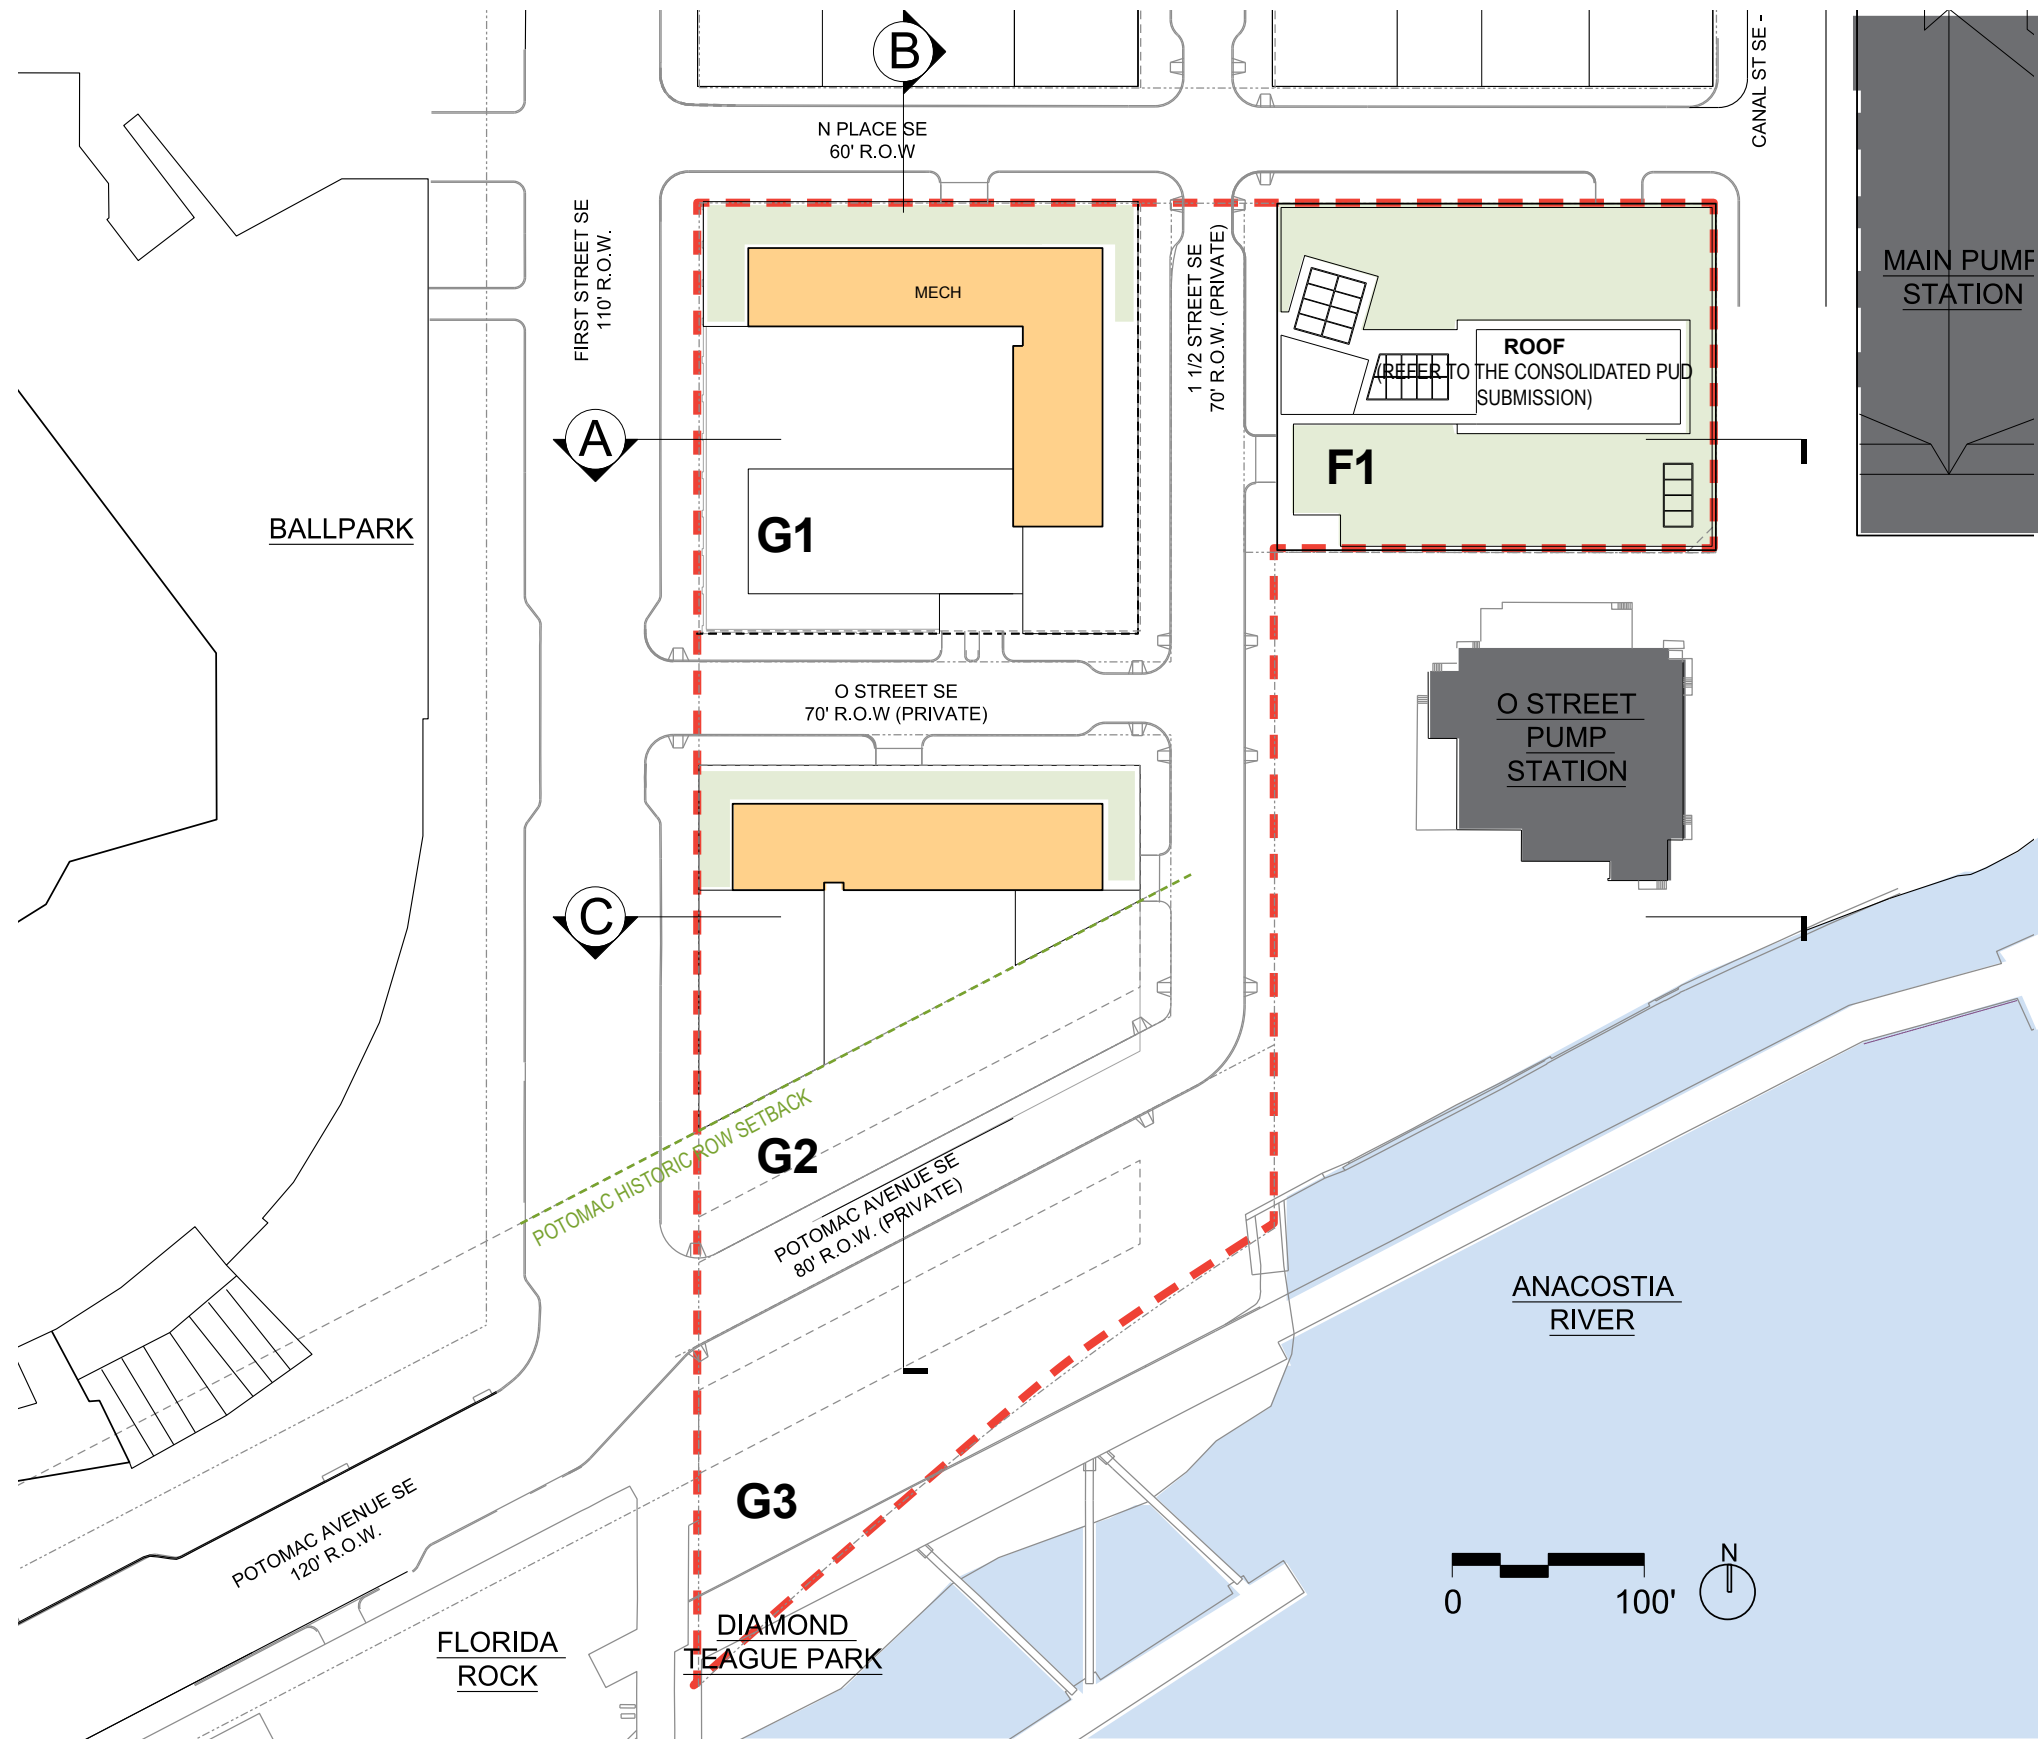 B
CANAL ST SE -
N PLACE SE
60' R.O.W
FIRST STREET SE
110' R.O.W.
1 1/2 STREET SE
70' R.O.W. (PRIVATE)
MECH
MAIN PUMP
STATION
ROOF
(REFER TO THE CONSOLIDATED PUD
SUBMISSION)
A
F1
BALLPARK
G1
O STREET SE
70' R.O.W (PRIVATE)
O STREET
PUMP
STATION
C
POTOMAC HISTORIC ROW SETBACK
G2
POTOMAC AVENUE SE
80' R.O.W. (PRIVATE)
ANACOSTIA
RIVER
G3
POTOMAC AVENUE SE
120' R.O.W.
N
0 100'
DIAMOND
TEAGUE PARK
FLORIDA
ROCK